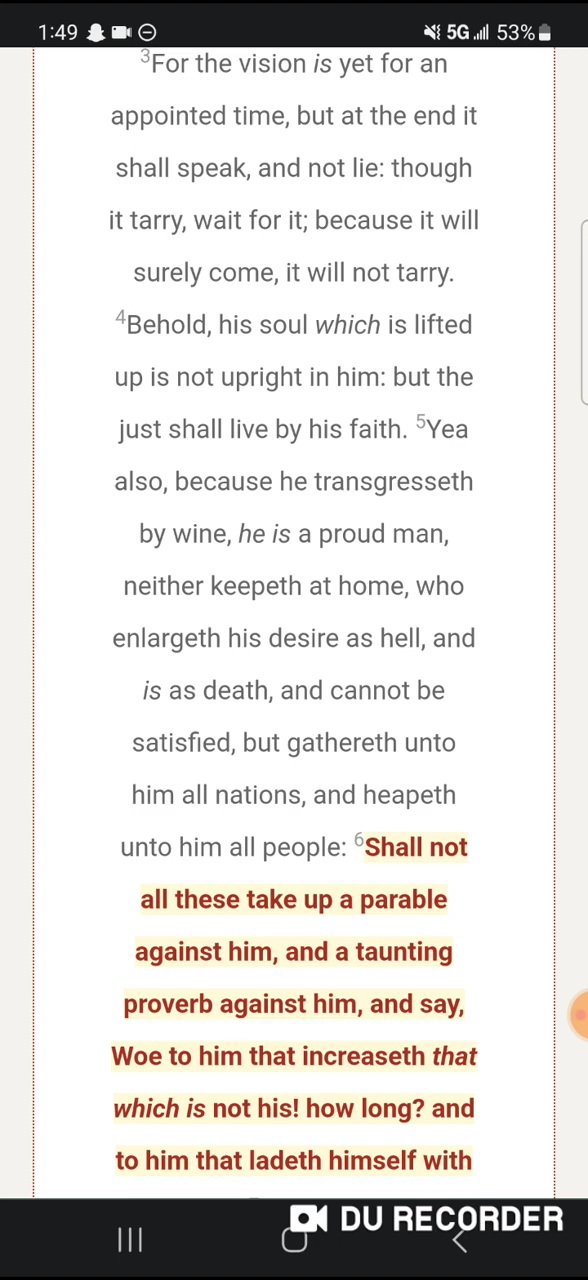 1:49 5G 53%
3For the vision is yet for an
appointed time, but at the end it
shall speak, and not lie: though
it tarry, wait for it; because it will
surely come, it will not tarry.
4Behold, his soul which is lifted
up is not upright in him: but the
just shall live by his faith. 5Yea
also, because he transgresseth
by wine, he is a proud man,
neither keepeth at home, who
enlargeth his desire as hell, and
is as death, and cannot be
satisfied, but gathereth unto
him all nations, and heapeth
unto him all people: 6Shall not
all these take up a parable
against him, and a taunting
proverb against him, and say,
Woe to him that increaseth that
which is not his! how long? and
to him that ladeth himself with
DU RECORDER